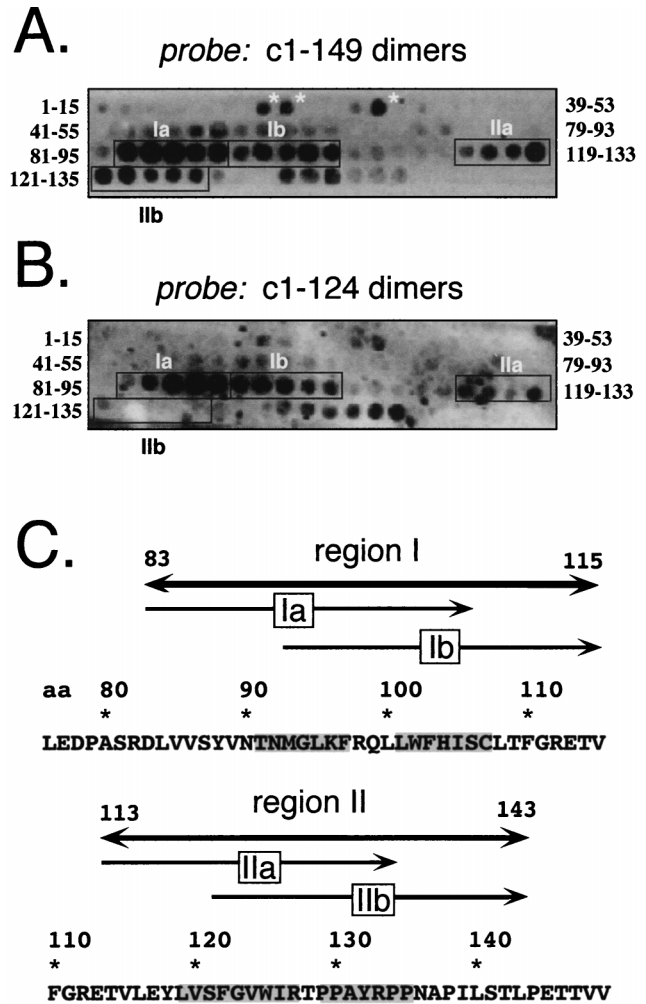 A.
probe: c1-149 dimers
1-15 * * * 39-53
41-55 Ia Ib IIa 79-93
81-95 119-133
121-135
IIb
B.
probe: c1-124 dimers
1-15 39-53
41-55 Ia Ib IIa 79-93
81-95 119-133
121-135
IIb
C.
region I
83 115
Ia
Ib
aa 80 90 100 110
* * * *
LEDPASRDLVVSYVNTNMGLKFRQLLWFHISCLTFGRETV
region II
113 143
IIa
IIb
110 120 130 140
* * * *
FGRETVLEYLVSFGVWIRTPPAYRPPNAPILSTLPETTVV